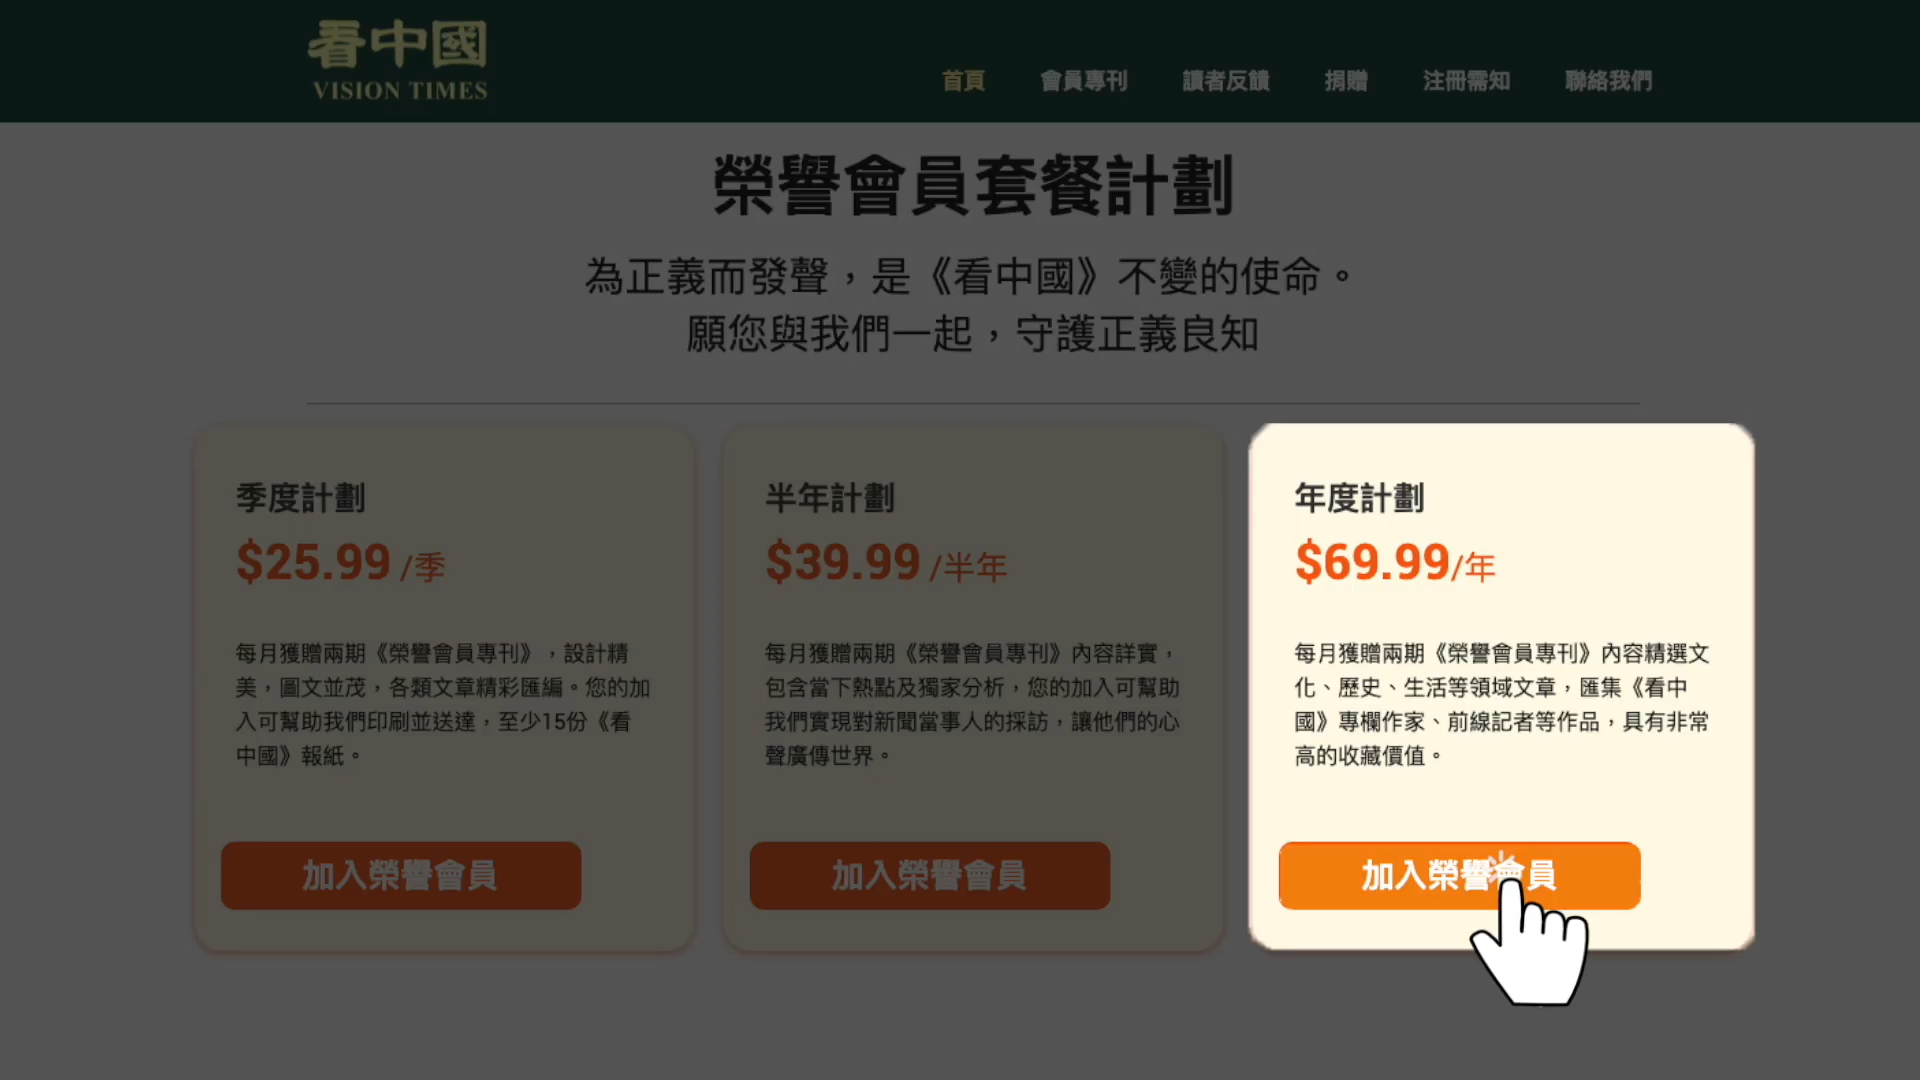 看中國
VISION TIMES
首頁
會員專刊
讀者反饋
捐贈
注冊需知
聯絡我們
榮譽會員套餐計劃
為正義而發聲，是《看中國》不變的使命。
願您與我們一起，守護正義良知
季度計劃
$25.99 /季
每月獲贈兩期《榮譽會員專刊》，設計精
美，圖文並茂，各類文章精彩匯編。您的加
入可幫助我們印刷並送達，至少15份《看
中國》報紙。
加入榮譽會員
半年計劃
$39.99 /半年
每月獲贈兩期《榮譽會員專刊》內容詳實，
包含當下熱點及獨家分析，您的加入可幫助
我們實現對新聞當事人的採訪，讓他們的心
聲廣傳世界。
加入榮譽會員
年度計劃
$69.99/年
每月獲贈兩期《榮譽會員專刊》內容精選文
化、歷史、生活等領域文章，匯集《看中
國》專欄作家、前線記者等作品，具有非常
高的收藏價值。
加入榮譽會員